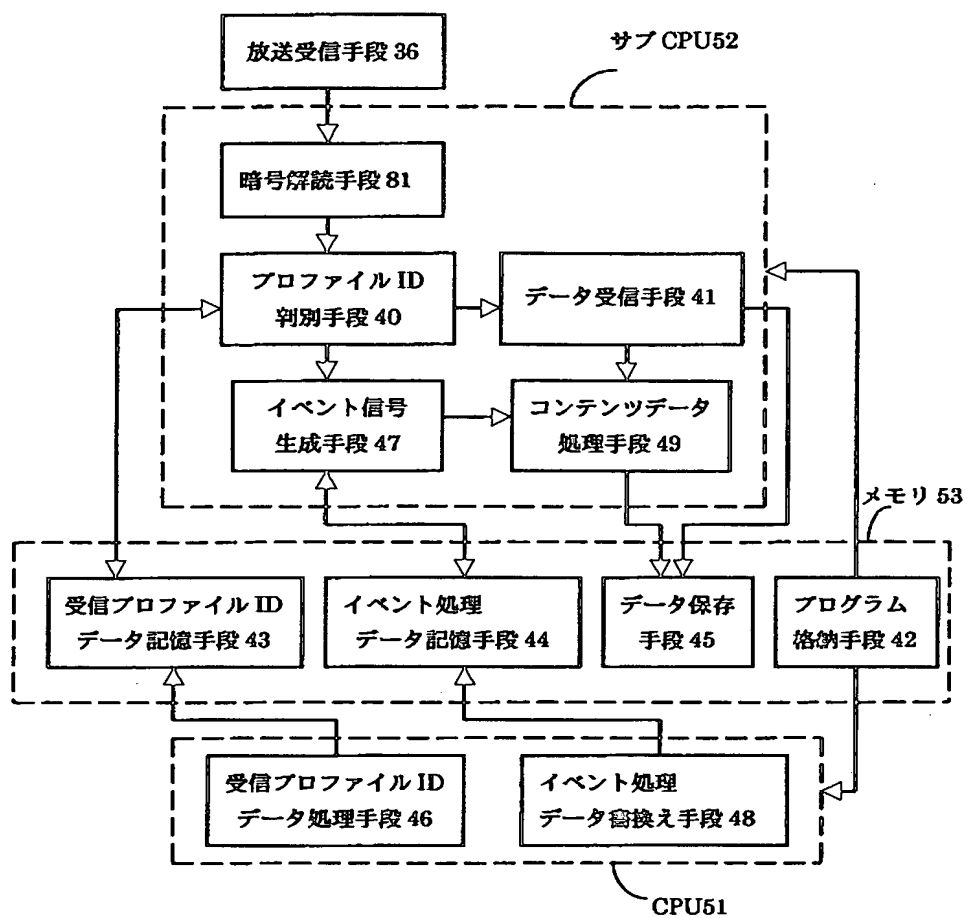 放送受信手段 36
サブ CPU52
暗号解読手段 81
プロファイル ID
判別手段 40
データ受信手段 41
イベント信号
生成手段 47
コンテンツデータ
処理手段 49
メモリ 53
受信プロファイル ID
データ記憶手段 43
イベント処理
データ記憶手段 44
データ保存
手段 45
プログラム
格納手段 42
受信プロファイル ID
データ処理手段 46
イベント処理
データ書換え手段 48
CPU51